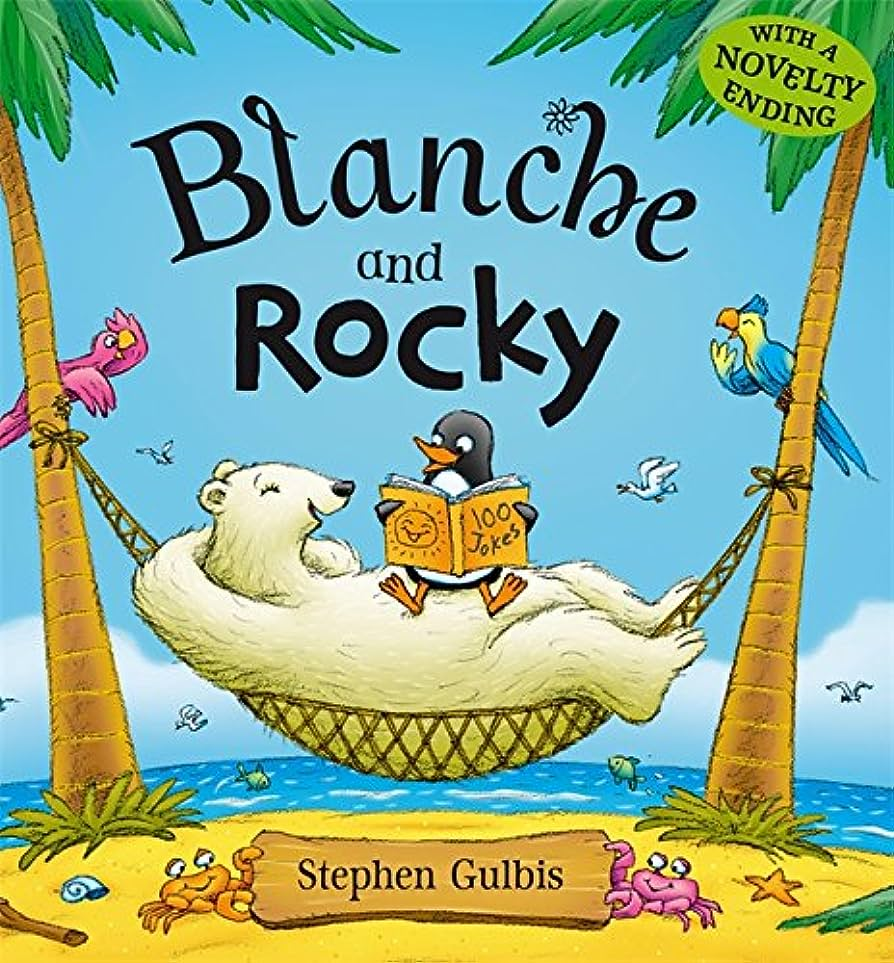 WITH A
NOVELTY
ENDING
Blanche
and
Rocky
100
Jokes
Stephen Gulbis